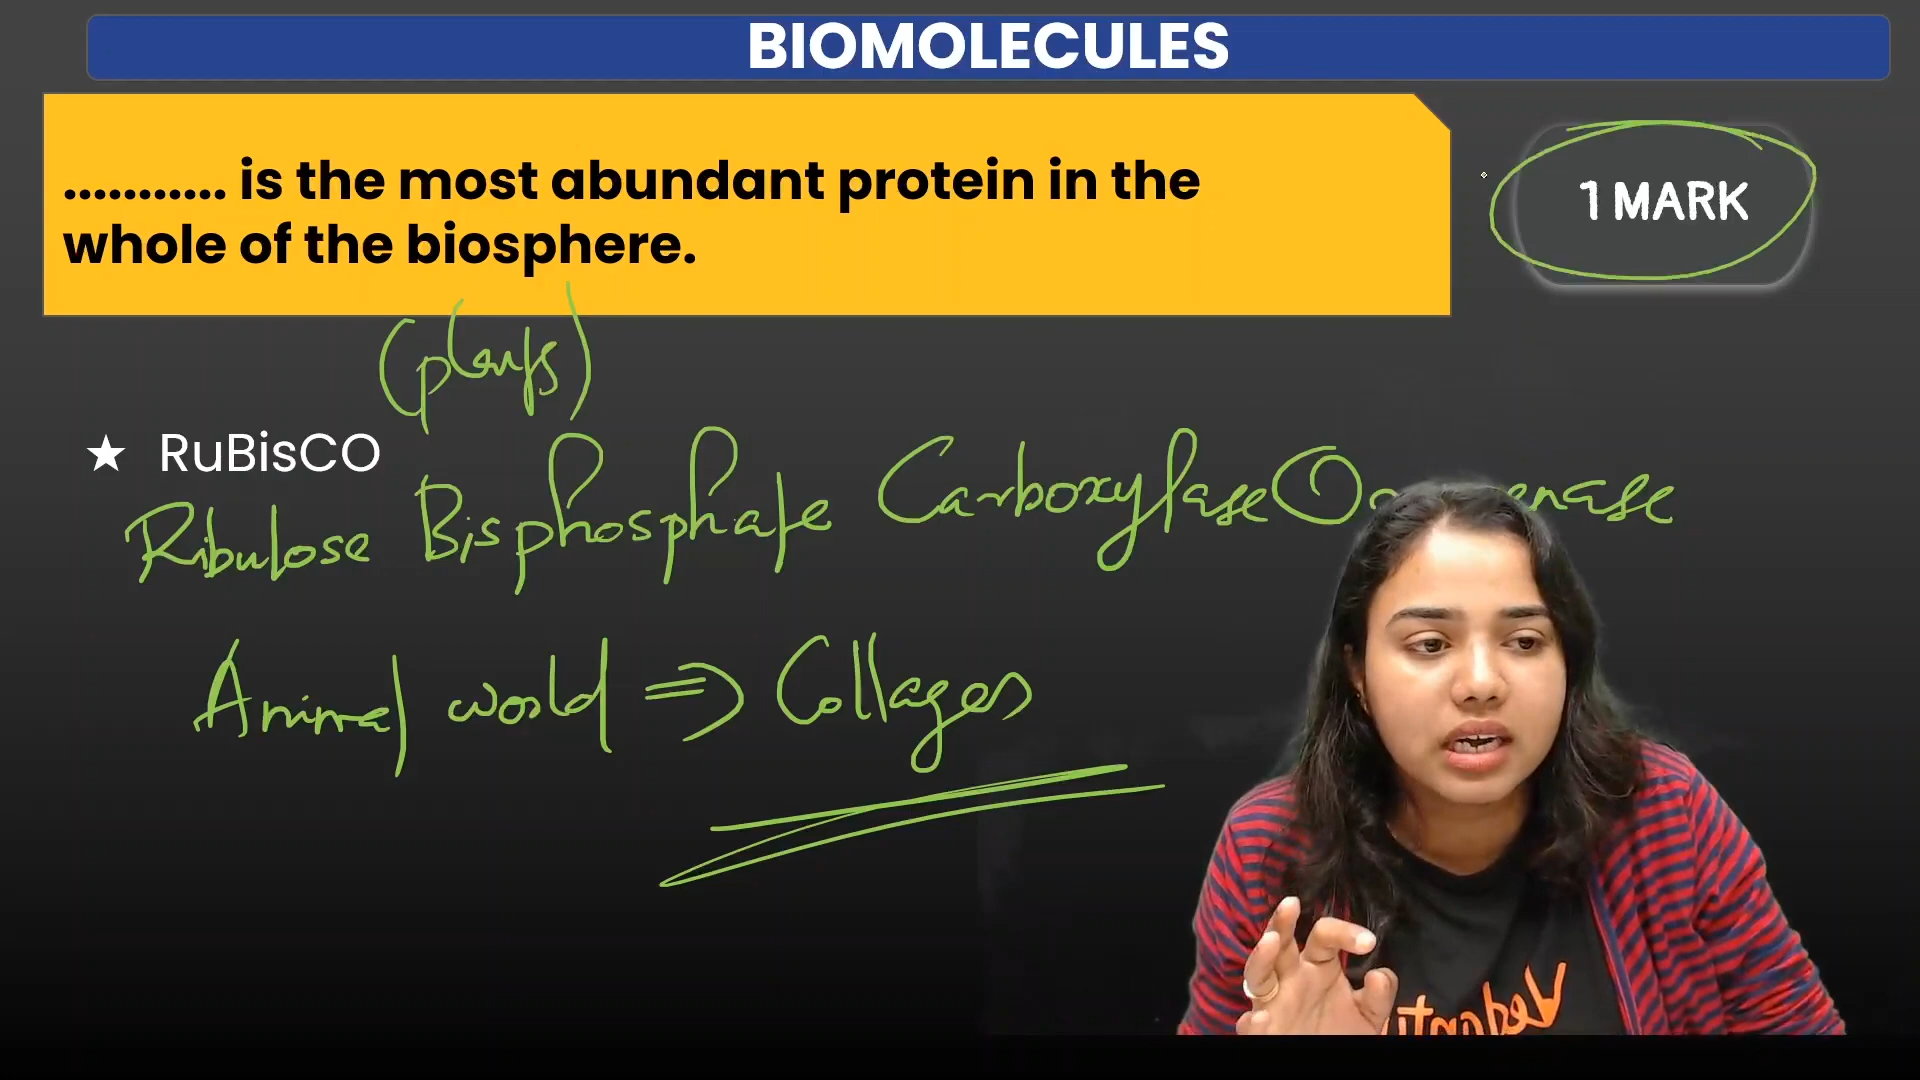 BIOMOLECULES
........... is the most abundant protein in the
whole of the biosphere.
1 MARK
★ RuBisCO
Ribulose Bisphosphate Carboxylase
Animal world ⇒ Collagen